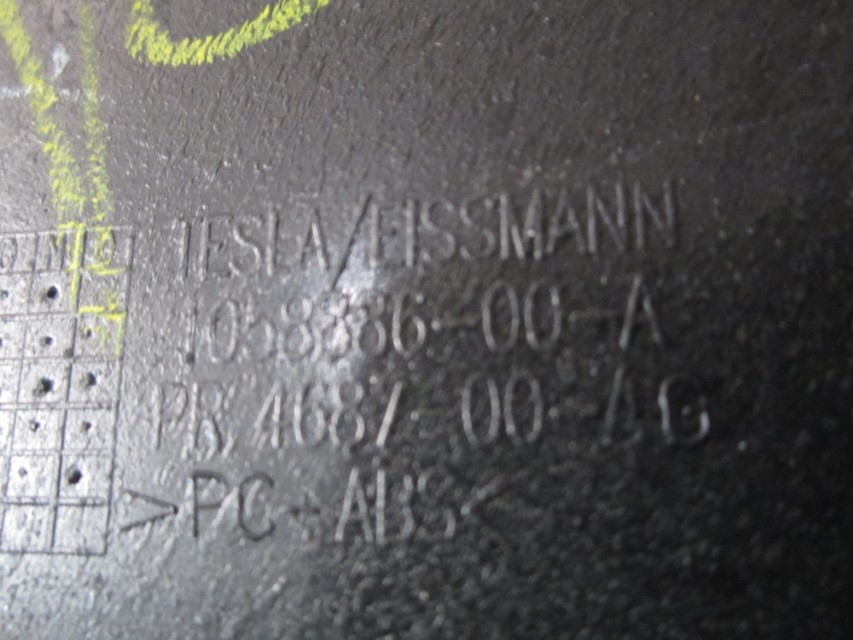 TESLA/EISSMANN
1058886-00-A
PR 4687-00-AG
>PC+ABS<